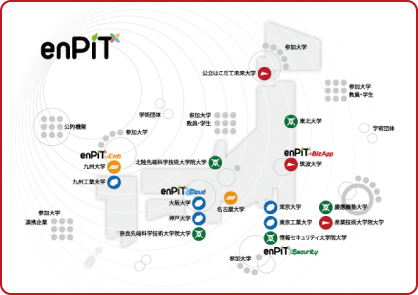 enPiT
参加大学
公立はこだて未来大学
参加大学
教員・学生
学術団体
参加大学
教員・学生
東北大学
学術団体
公的機関
参加大学
enPiT-Emb
九州大学
九州工業大学
北陸先端科学技術大学院大学
enPiT-BizApp
筑波大学
enPiT Cloud
大阪大学
神戸大学
奈良先端科学技術大学院大学
名古屋大学
東京大学
東京工業大学
情報セキュリティ大学院大学
慶應義塾大学
産業技術大学院大学
enPiT Security
参加大学
連携企業
参加大学